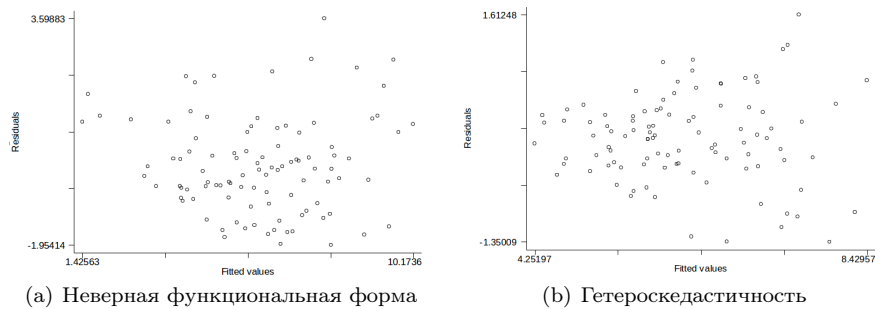 3.59883
Residuals
-1.95414
1.42563
10.1736
Fitted values
(a) Неверная функциональная форма
1.61248
Residuals
-1.35009
4.25197
8.42957
Fitted values
(b) Гетероскедастичность